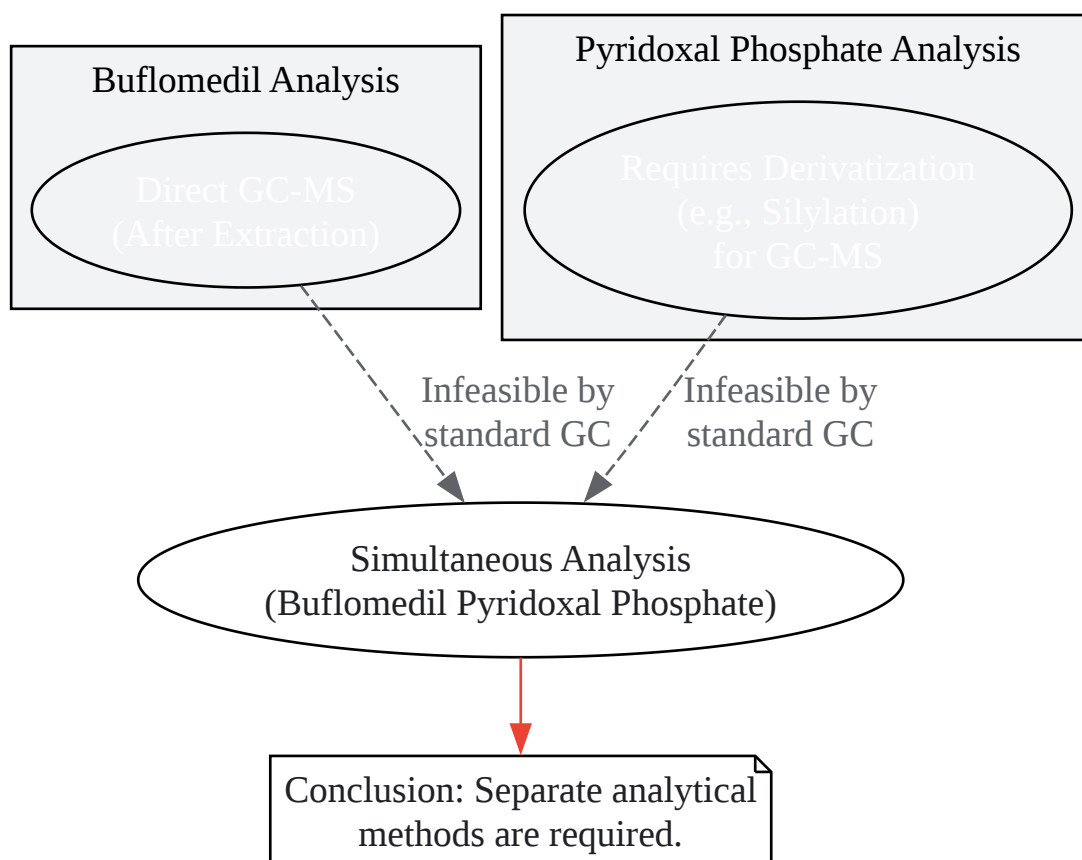 Buflomedil Analysis
Direct GC-MS
(After Extraction)
Pyridoxal Phosphate Analysis
Requires Derivatization
(e.g., Silylation)
for GC-MS
Infeasible by
standard GC
Infeasible by
standard GC
Simultaneous Analysis
(Buflomedil Pyridoxal Phosphate)
Conclusion: Separate analytical
methods are required.